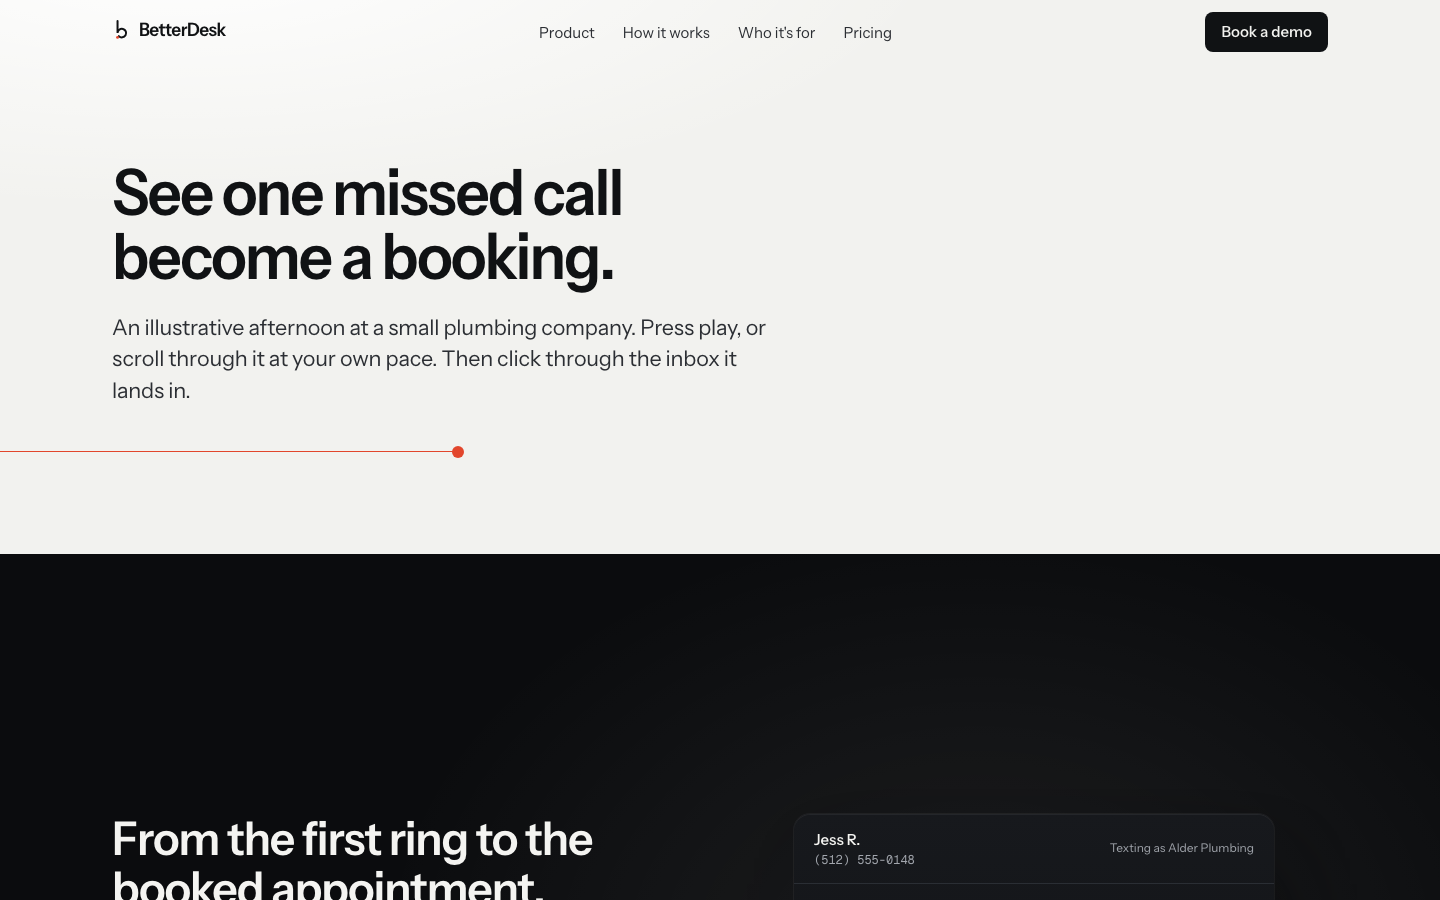 BetterDesk
Product
How it works
Who it's for
Pricing
Book a demo
See one missed call
become a booking.
An illustrative afternoon at a small plumbing company. Press play, or
scroll through it at your own pace. Then click through the inbox it
lands in.
From the first ring to the
booked appointment.
Jess R.
(512) 555-0148
Texting as Alder Plumbing